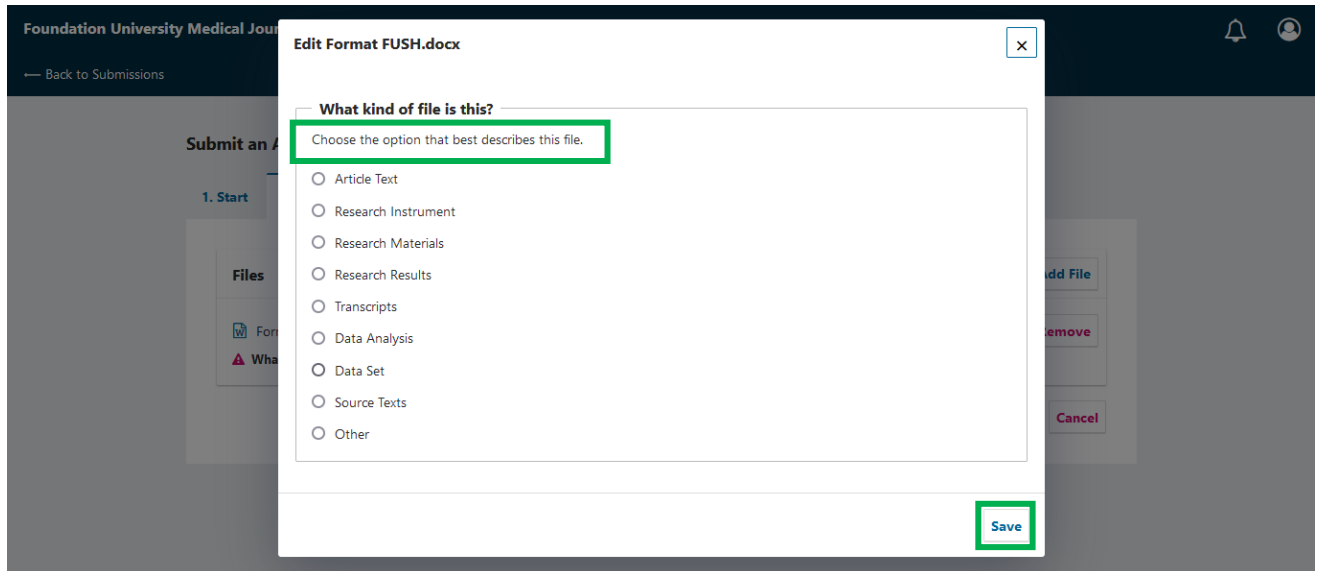 Foundation University Medical Jour
← Back to Submissions
Edit Format FUSH.docx
What kind of file is this?
Choose the option that best describes this file.
Article Text
Research Instrument
Research Materials
Research Results
Transcripts
Data Analysis
Data Set
Source Texts
Other
Save
Submit an A
1. Start
Files
Add File
W For
Remove
Wha
Cancel